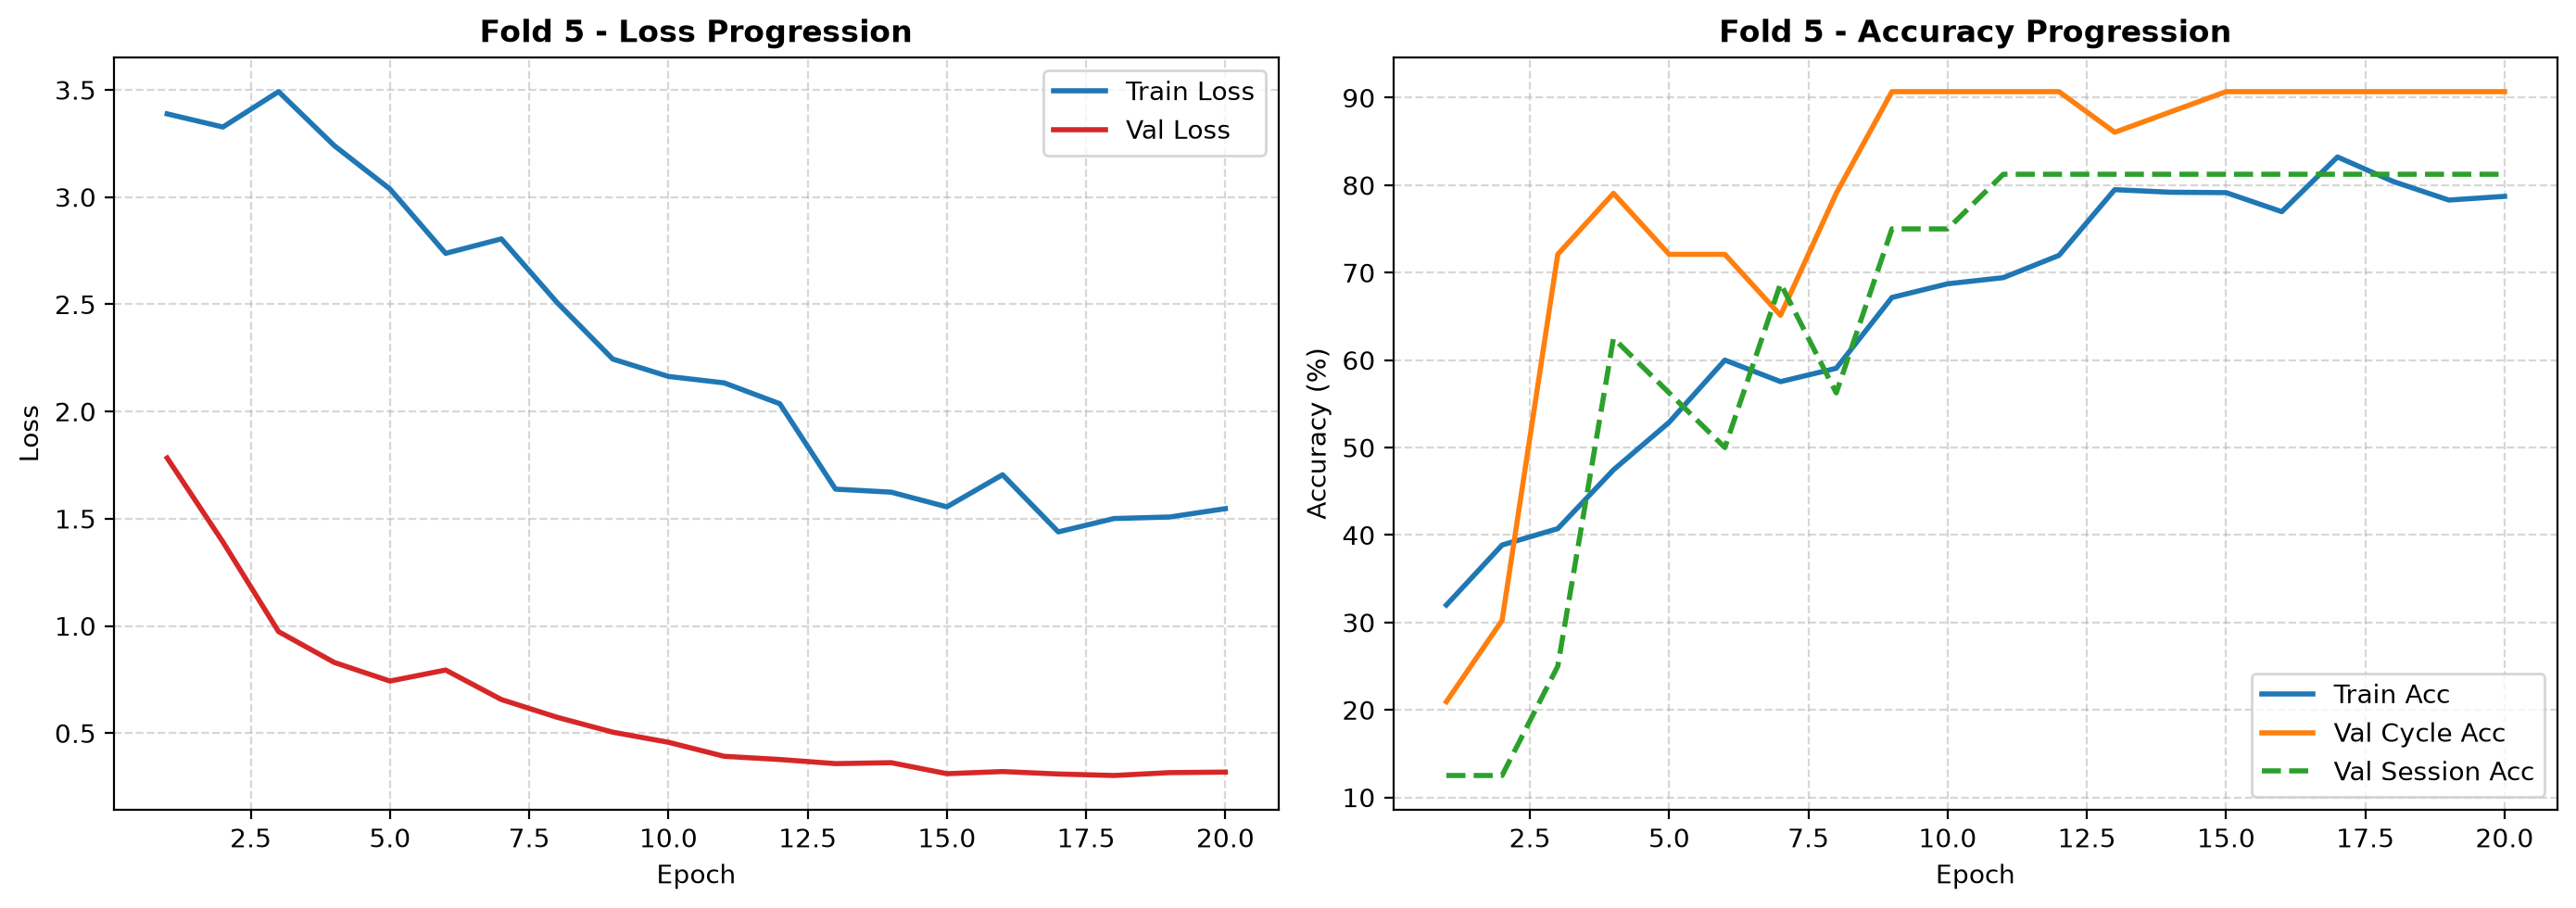 Fold 5 - Loss Progression
3.5
3.0
2.5
2.0
1.5
1.0
0.5
Loss
Train Loss
Val Loss
2.5 5.0 7.5 10.0 12.5 15.0 17.5 20.0
Epoch
Fold 5 - Accuracy Progression
90
80
70
60
50
40
30
20
10
Accuracy (%)
Train Acc
Val Cycle Acc
Val Session Acc
2.5 5.0 7.5 10.0 12.5 15.0 17.5 20.0
Epoch